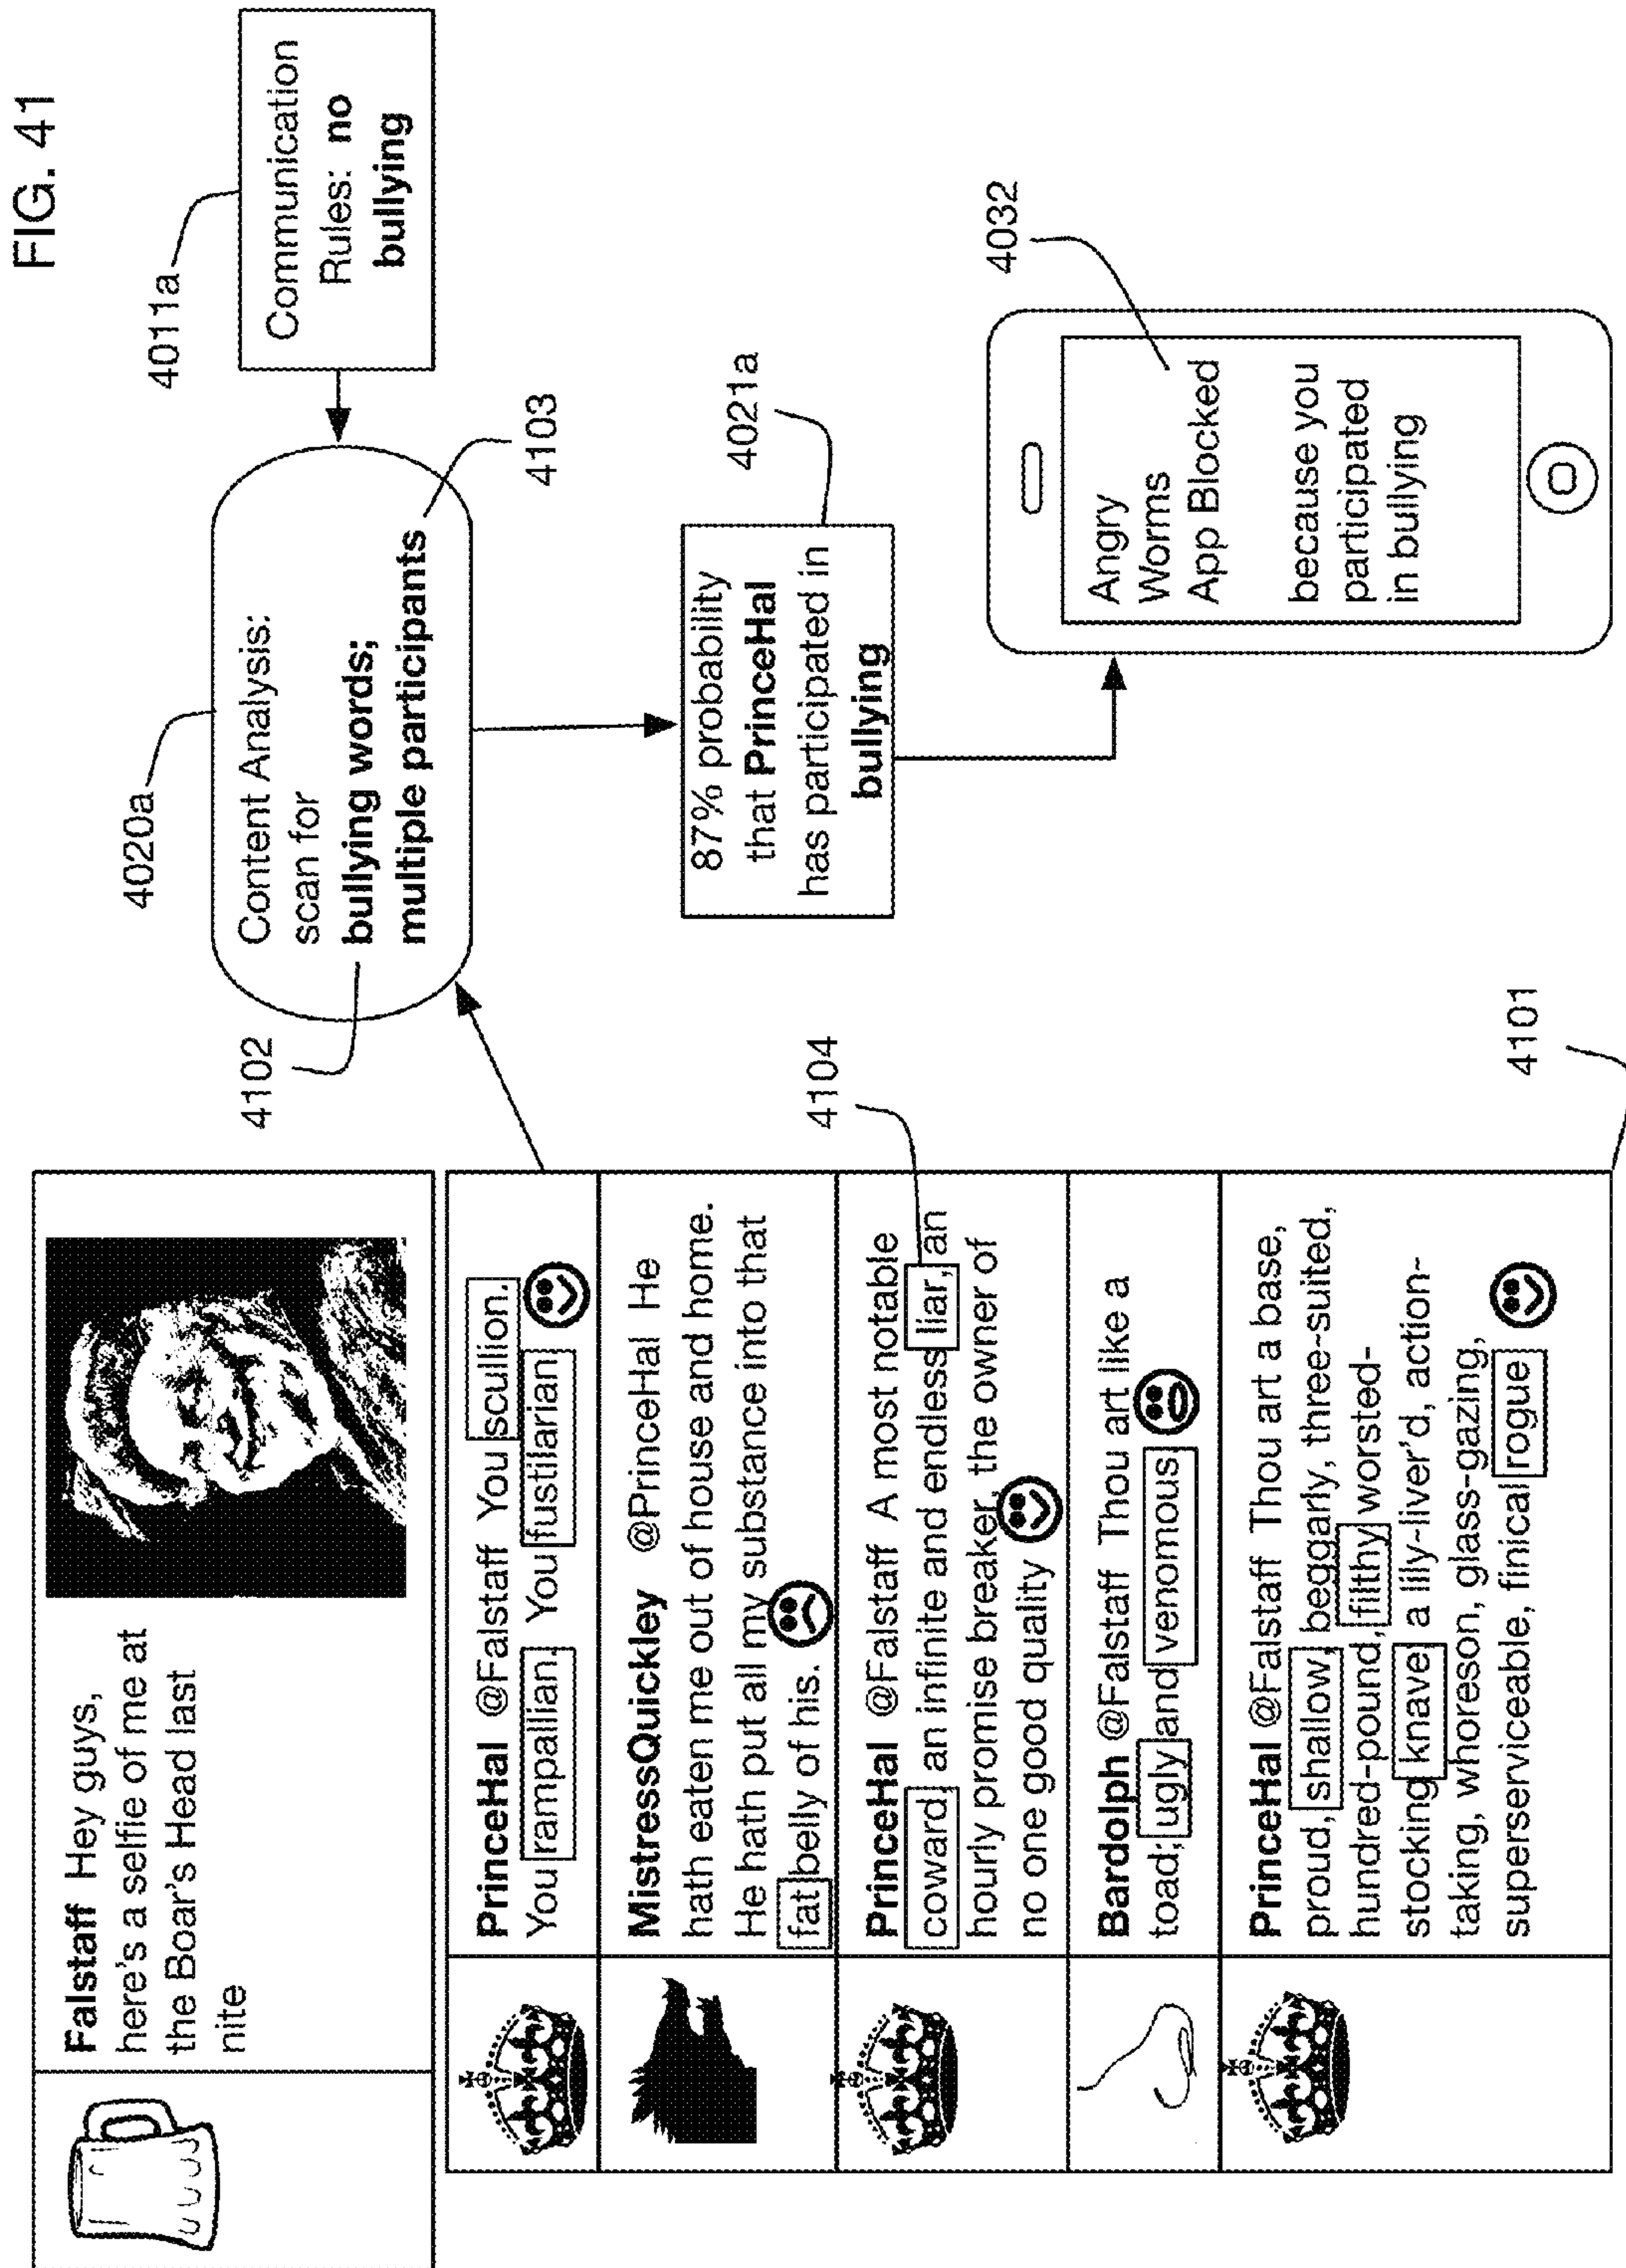 FIG. 41
Falstaff Hey guys,
here's a selfie of me at
the Boar's Head last
nite
PrinceHal @Falstaff You scullion.
You rampallian. You fustilarian
MistressQuickley @PrinceHal He
hath eaten me out of house and home.
He hath put all my substance into that
fat belly of his.
PrinceHal @Falstaff A most notable
coward, an infinite and endless liar, an
hourly promise breaker, the owner of
no one good quality
Bardolph @Falstaff Thou art like a
toad; ugly and venomous
PrinceHal @Falstaff Thou art a base,
proud, shallow, beggarly, three-suited,
hundred-pound, filthy worsted-
stocking knave, a lilly-liver'd, action-
taking, whoreson, glass-gazing,
superserviceable, finical rogue
4101
4104
4102
4020a
Content Analysis:
scan for
bullying words;
multiple participants
4103
4011a
Communication
Rules: no
bullying
4021a
87% probability
that PrinceHal
has participated in
bullying
4032
Angry
Worms
App Blocked
because you
participated
in bullying